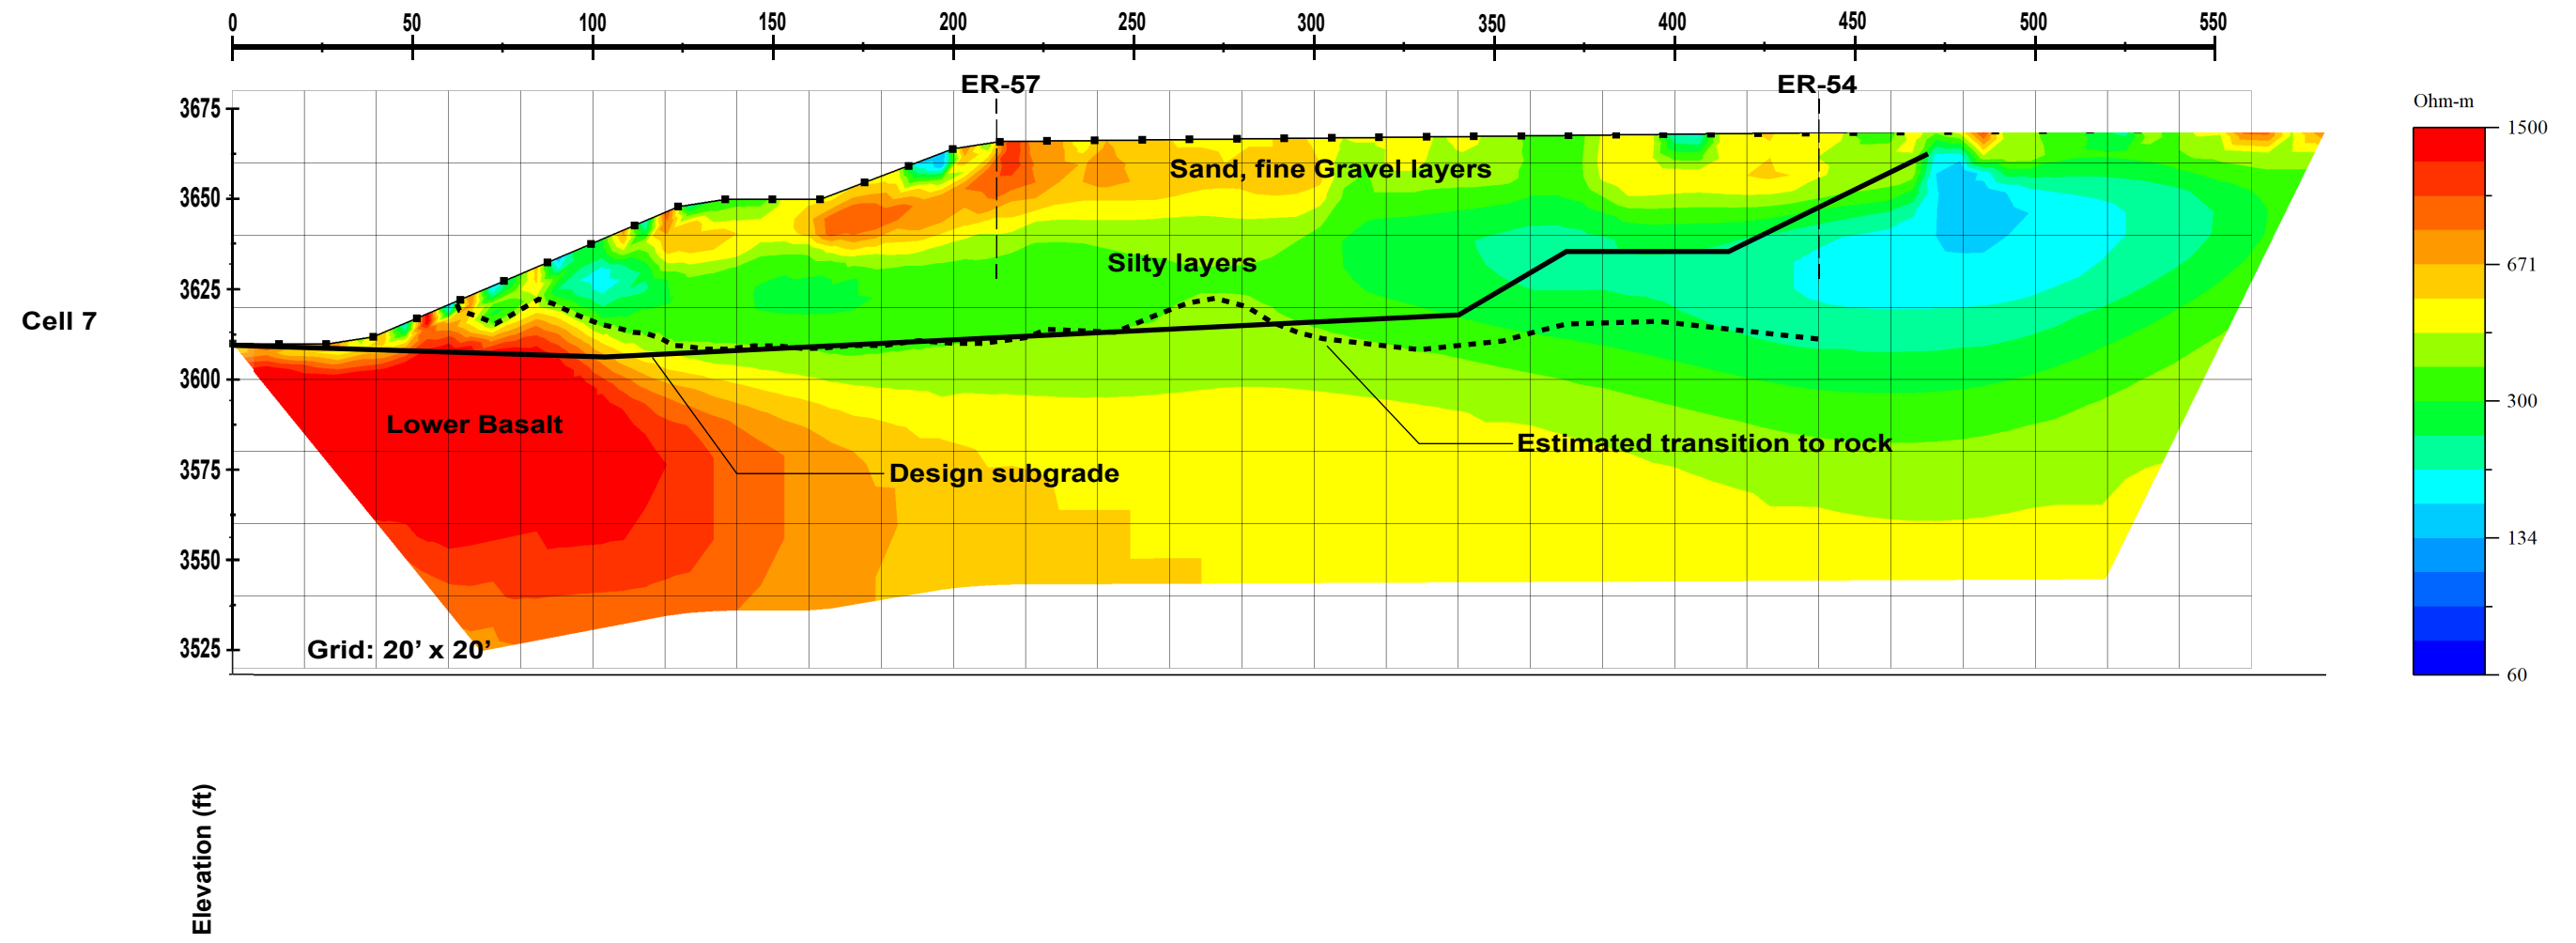 0 50 100 150 200 250 300 350 400 450 500 550
ER-57 ER-54
3675
3650
3625
3600
3575
3550
3525
Cell 7
Sand, fine Gravel layers
Silty layers
Lower Basalt
Estimated transition to rock
Design subgrade
Grid: 20’ x 20’
Elevation (ft)
Ohm-m
1500
671
300
134
60